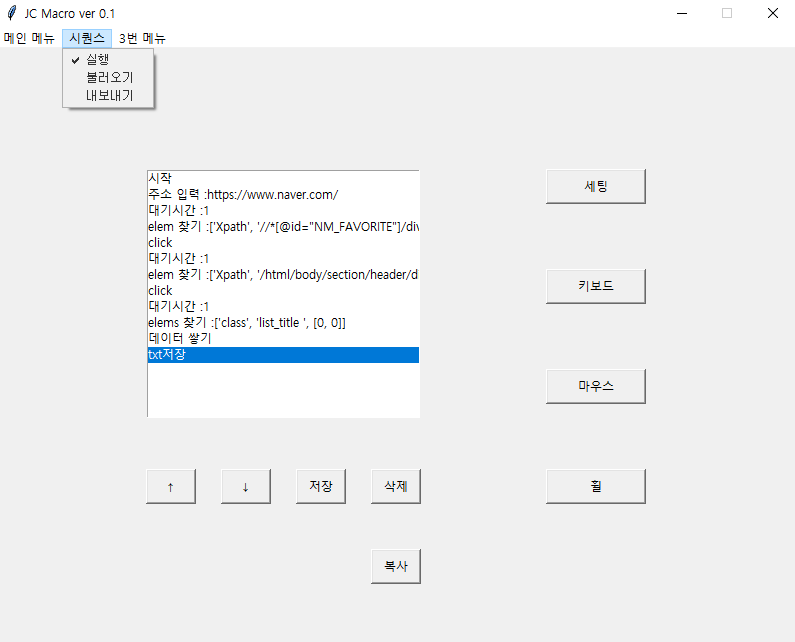 JC Macro ver 0.1
메인 메뉴 시퀀스 3번 메뉴
실행
불러오기
내보내기
시작
주소 입력 :https://www.naver.com/
대기시간 :1
elem 찾기 :['Xpath', '//*[@id="NM_FAVORITE"]/div
click
대기시간 :1
elem 찾기 :['Xpath', '/html/body/section/header/d
click
대기시간 :1
elems 찾기 :['class', 'list_title ', [0, 0]]
데이터 쌓기
txt저장
세팅
키보드
마우스
↑ ↓ 저장 삭제 휠
복사